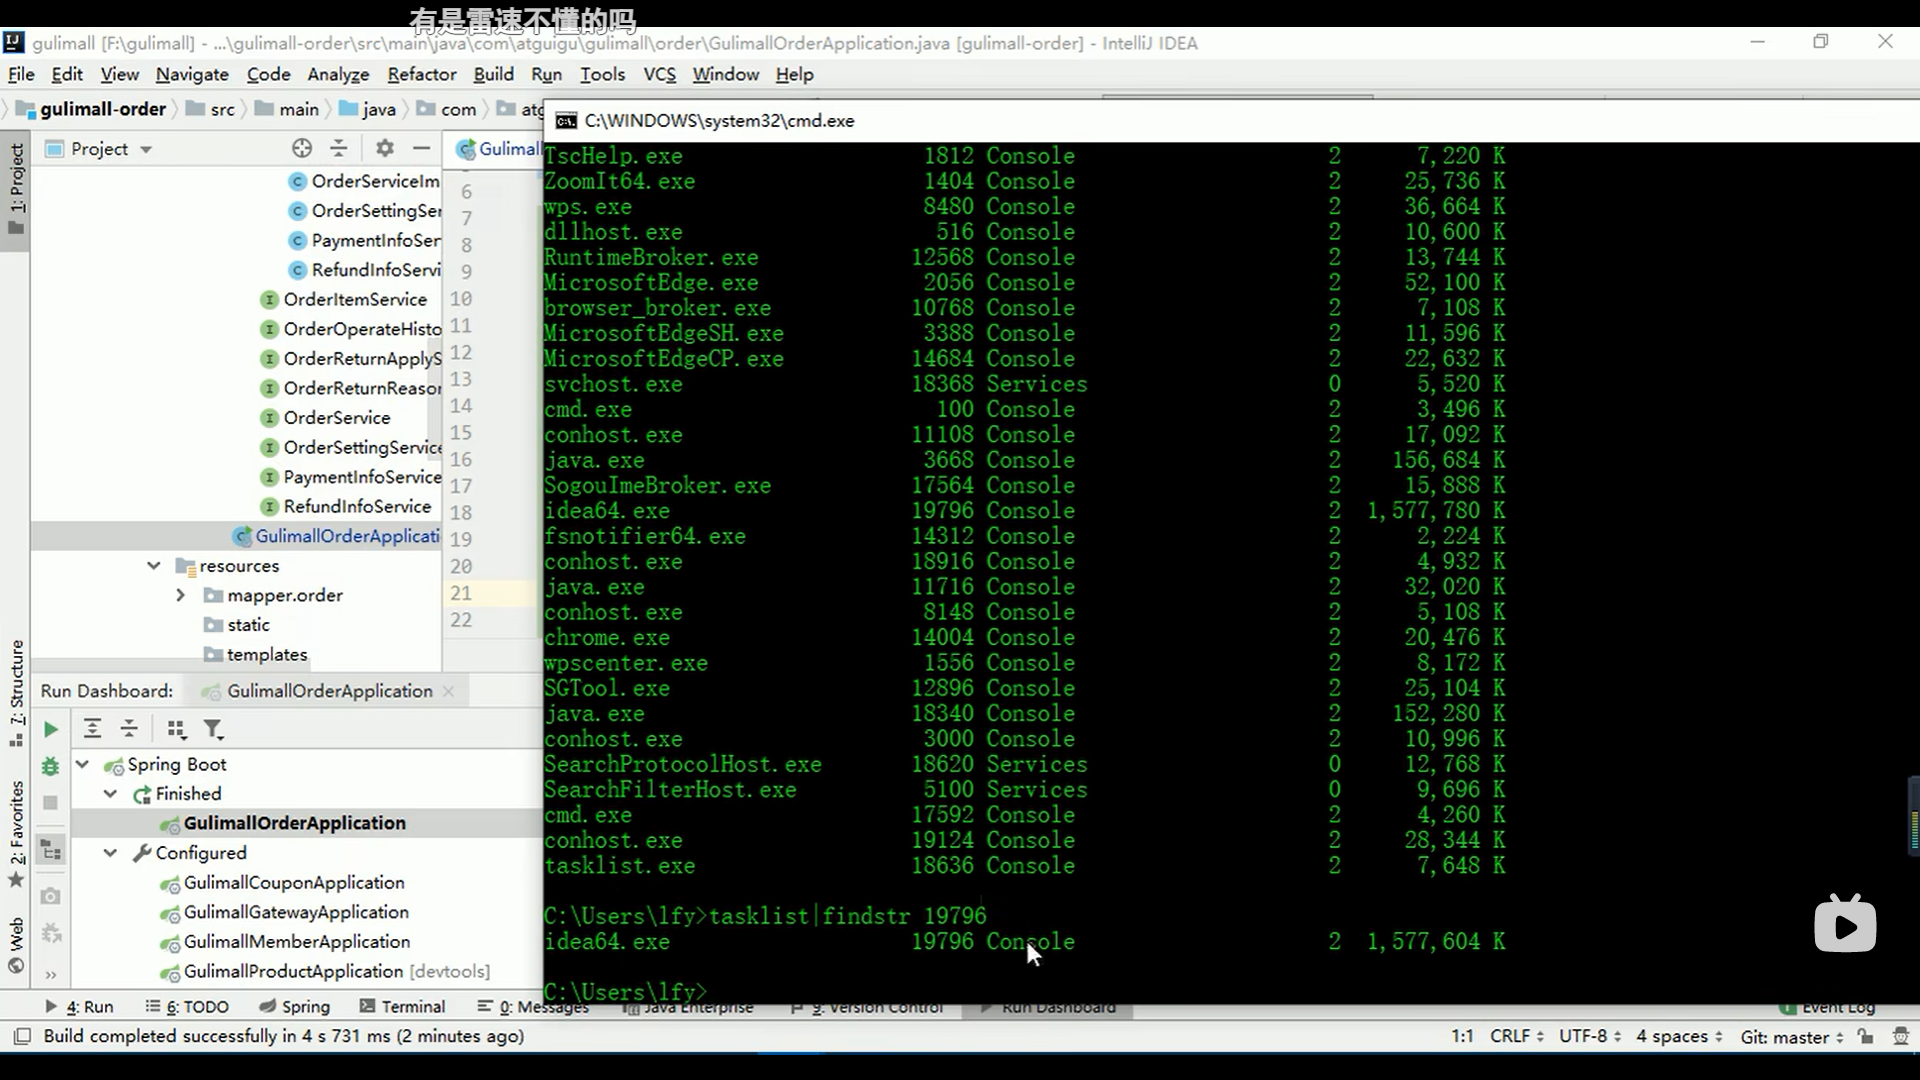 有是雷速不懂的吗
gulimall [F:\gulimall] - ...\gulimall-order\src\main\java\com\atguigu\gulimall\order\GulimallOrderApplication.java [gulimall-order] - IntelliJ IDEA
File Edit View Navigate Code Analyze Refactor Build Run Tools VCS Window Help
gulimall-order src main java com atg
C:\WINDOWS\system32\cmd.exe
1: Project
Project
Gulimall
OrderServiceIm
OrderSettingSer
PaymentInfoSer
RefundInfoServi
OrderItemService
OrderOperateHisto
OrderReturnApplyS
OrderReturnReason
OrderService
OrderSettingService
PaymentInfoService
RefundInfoService
GulimallOrderApplicati
resources
mapper.order
static
templates
6
7
8
9
10
11
12
13
14
15
16
17
18
19
20
21
22
TscHelp.exe 1812 Console 2 7,220 K
ZoomIt64.exe 1404 Console 2 25,736 K
wps.exe 8480 Console 2 36,664 K
dllhost.exe 516 Console 2 10,600 K
RuntimeBroker.exe 12568 Console 2 13,744 K
MicrosoftEdge.exe 2056 Console 2 52,100 K
browser_broker.exe 10768 Console 2 7,108 K
MicrosoftEdgeSH.exe 3388 Console 2 11,596 K
MicrosoftEdgeCP.exe 14684 Console 2 22,632 K
svchost.exe 18368 Services 0 5,520 K
cmd.exe 100 Console 2 3,496 K
conhost.exe 11108 Console 2 17,092 K
java.exe 3668 Console 2 156,684 K
SogouImeBroker.exe 17564 Console 2 15,888 K
idea64.exe 19796 Console 2 1,577,780 K
fsnotifier64.exe 14312 Console 2 2,224 K
conhost.exe 18916 Console 2 4,932 K
java.exe 11716 Console 2 32,020 K
conhost.exe 8148 Console 2 5,108 K
chrome.exe 14004 Console 2 20,476 K
wpscenter.exe 1556 Console 2 8,172 K
SGTool.exe 12896 Console 2 25,104 K
java.exe 18340 Console 2 152,280 K
conhost.exe 3000 Console 2 10,996 K
SearchProtocolHost.exe 18620 Services 0 12,768 K
SearchFilterHost.exe 5100 Services 0 9,696 K
cmd.exe 17592 Console 2 4,260 K
conhost.exe 19124 Console 2 28,344 K
tasklist.exe 18636 Console 2 7,648 K
C:\Users\lfy>tasklist|findstr 19796
idea64.exe 19796 Console 2 1,577,604 K
C:\Users\lfy>
7: Structure
2: Favorites
Web
Run Dashboard: GulimallOrderApplication
Spring Boot
Finished
GulimallOrderApplication
Configured
GulimallCouponApplication
GulimallGatewayApplication
GulimallMemberApplication
GulimallProductApplication [devtools]
4: Run 6: TODO Spring Terminal 0: Messages Java Enterprise 9: Version Control Run Dashboard Event Log
Build completed successfully in 4 s 731 ms (2 minutes ago) 1:1 CRLF UTF-8 4 spaces Git: master